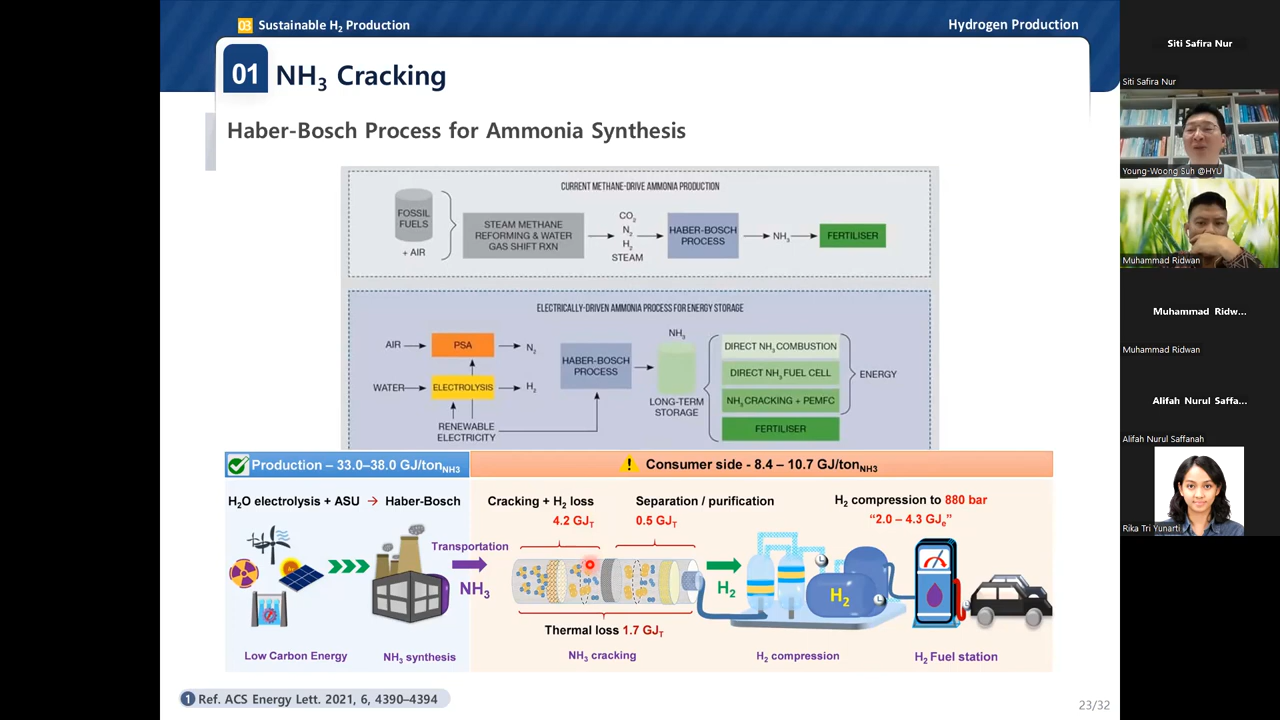 03 Sustainable H₂ Production
Hydrogen Production
01 NH₃ Cracking
Haber-Bosch Process for Ammonia Synthesis
CURRENT METHANE-DRIVE AMMONIA PRODUCTION
FOSSIL
FUELS
+ AIR
STEAM METHANE
REFORMING & WATER
GAS SHIFT RXN
CO₂
N₂
H₂
STEAM
HABER-BOSCH
PROCESS
NH₃
FERTILISER
ELECTRICALLY-DRIVEN AMMONIA PROCESS FOR ENERGY STORAGE
AIR
PSA
N₂
WATER
ELECTROLYSIS
H₂
RENEWABLE
ELECTRICITY
HABER-BOSCH
PROCESS
NH₃
LONG-TERM
STORAGE
DIRECT NH₃ COMBUSTION
DIRECT NH₃ FUEL CELL
NH₃ CRACKING + PEMFC
FERTILISER
ENERGY
Production – 33.0–38.0 GJ/tonNH₃
Consumer side - 8.4 – 10.7 GJ/tonNH₃
H₂O electrolysis + ASU → Haber-Bosch
Cracking + H₂ loss
4.2 GJT
Separation / purification
0.5 GJT
H₂ compression to 880 bar
“2.0 – 4.3 GJe”
Transportation
NH₃
H₂
H₂
Thermal loss 1.7 GJT
Low Carbon Energy
NH₃ synthesis
NH₃ cracking
H₂ compression
H₂ Fuel station
1 Ref. ACS Energy Lett. 2021, 6, 4390–4394
23/32
Siti Safira Nur
Siti Safira Nur
Young-Woong Suh @HYU
Muhammad Ridwan
Muhammad Ridw...
Muhammad Ridwan
Alifah Nurul Saffa...
Alifah Nurul Saffanah
Rika Tri Yunarti